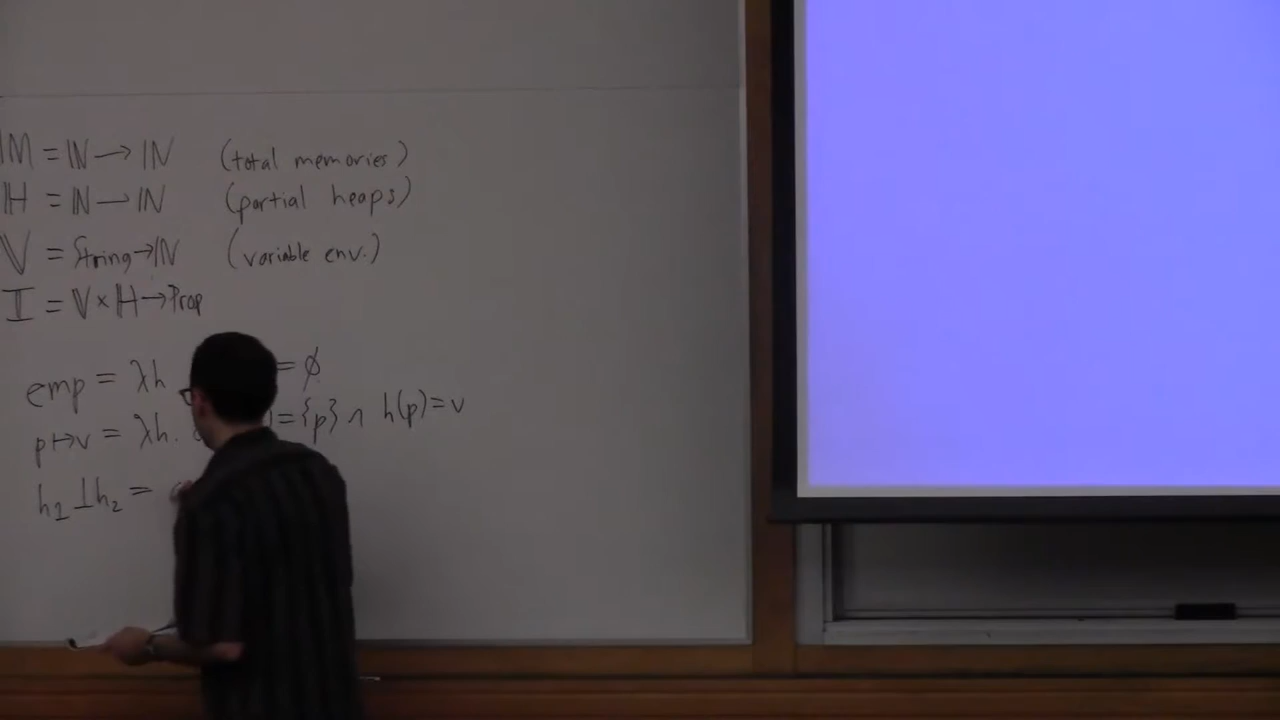 𝕄 = ℕ → ℕ (total memories)
ℍ = ℕ — ℕ (partial heaps)
𝕍 = String → ℕ (variable env.)
𝕀 = 𝕍 × ℍ → Prop
emp = λh = ∅
p ↦ v = λh. = {p} ∧ h(p) = v
h₁ ⊥ h₂ =